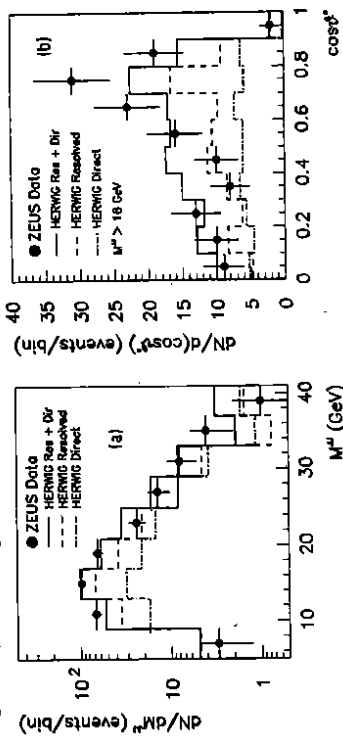 dN/dM^JJ (events/bin)
10²
10
1
● ZEUS Data
HERWIG Res + Dir
HERWIG Resolved
HERWIG Direct
(a)
10
20
30
40
M^JJ (GeV)
dN/d(cosϑ*) (events/bin)
40
35
30
25
20
15
10
5
0
● ZEUS Data
HERWIG Res + Dir
HERWIG Resolved
HERWIG Direct
M^JJ > 16 GeV
(b)
0
0.2
0.4
0.6
0.8
1
cosϑ*